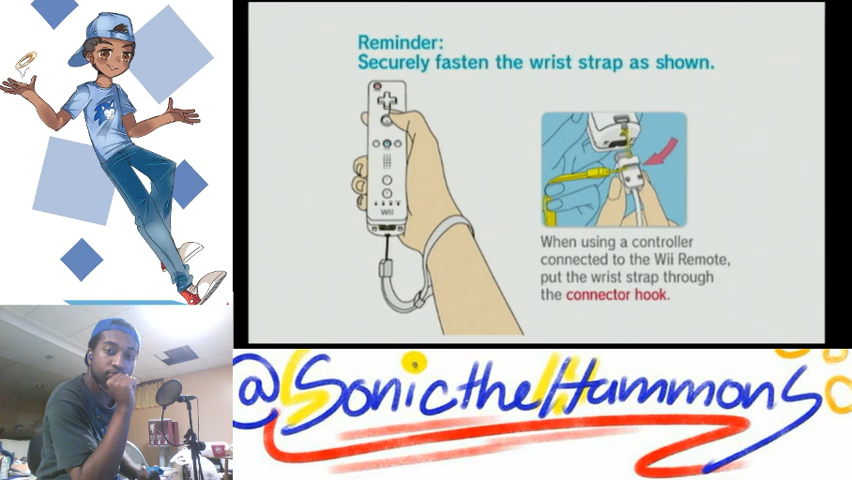 Reminder:
Securely fasten the wrist strap as shown.
Wii
When using a controller
connected to the Wii Remote,
put the wrist strap through
the connector hook.
@SonictheHammons